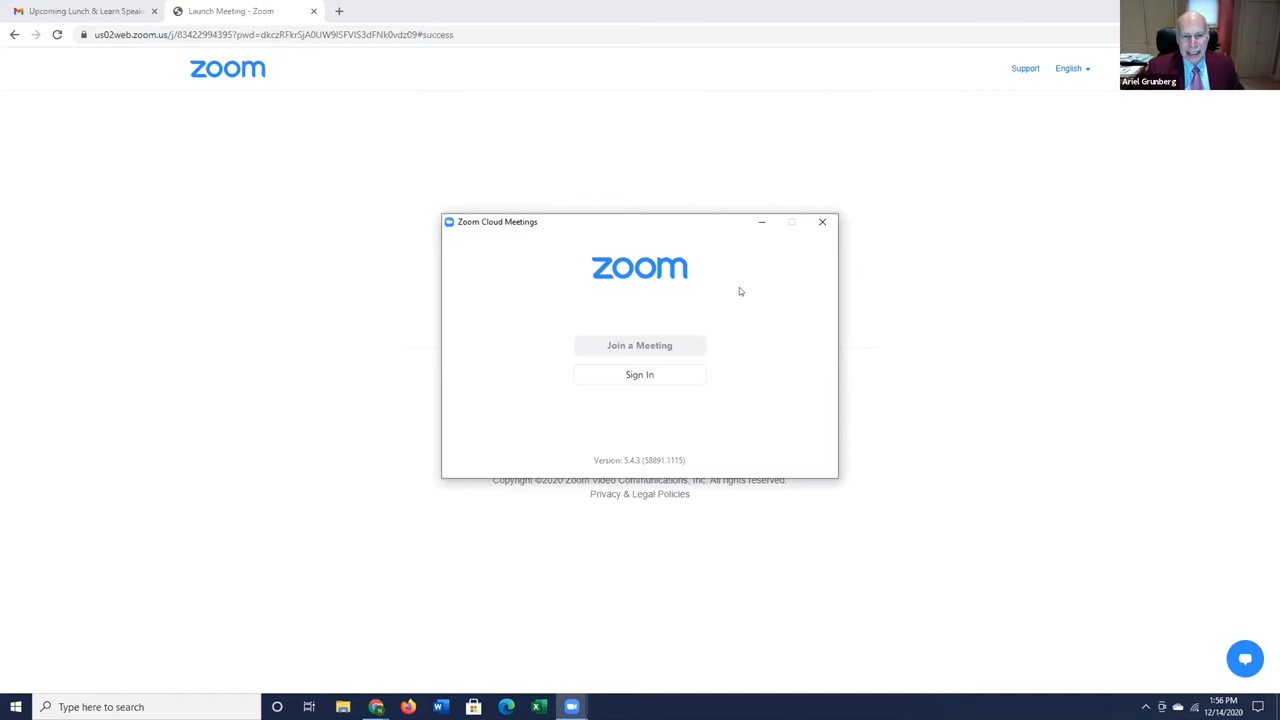 Upcoming Lunch & Learn Speak
Launch Meeting - Zoom
us02web.zoom.us/j/83422994395?pwd=dkczRFkrSjA0UW9ISFVIS3dFNk0vdz09#success
zoom
Support
English
Ariel Grunberg
Zoom Cloud Meetings
zoom
Join a Meeting
Sign In
Version: 5.4.3 (58891.1115)
Copyright ©2020 Zoom Video Communications, Inc. All rights reserved.
Privacy & Legal Policies
Type here to search
1:56 PM
12/14/2020